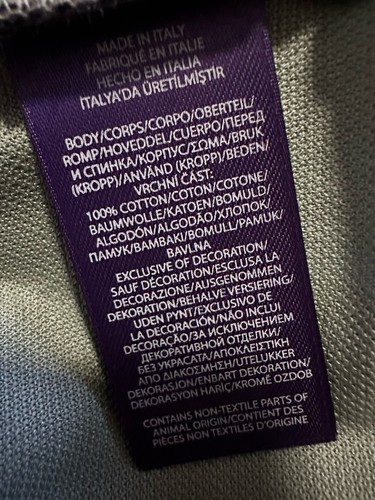 MADE IN ITALY
FABRIQUÉ EN ITALIE
HECHO EN ITALIA
İTALYA'DA ÜRETİLMİŞTİR
BODY/CORPS/CORPO/OBERTEIL/
ROMP/HOVEDDEL/CUERPO/ПЕРЕД
И СПИНКА/КОРПУС/ΣΩΜΑ/BRUK
(KROPP)/ANVÄND (KROPP)/BEDEN/
VRCHNÍ ČÁST:
100% COTTON/COTON/COTONE/
BAUMWOLLE/KATOEN/BOMULD/
ALGODÓN/ALGODÃO/ХЛОПОК/
ПАМУК/ΒΑΜΒΑΚΙ/BOMULL/PAMUK/
BAVLNA
EXCLUSIVE OF DECORATION/
SAUF DÉCORATION/ESCLUSA LA
DECORAZIONE/AUSGENOMMEN
DEKORATION/BEHALVE VERSIERING/
UDEN PYNT/EXCLUSIVO DE
LA DECORACIÓN/NÃO INCLUI
DECORAÇÃO/ЗА ИСКЛЮЧЕНИЕМ
ДЕКОРАТИВНОЙ ОТДЕЛКИ/
БЕЗ УКРАСАТА/ΑΠΟΚΛΕΙΣΤΙΚΗ
ΑΠΟ ΔΙΑΚΟΣΜΗΣΗ/UTELUKKER
DEKORASJON/ENBART DEKORATION/
DEKORASYON HARİÇ/KROMĚ OZDOB
CONTAINS NON-TEXTILE PARTS OF
ANIMAL ORIGIN/CONTIENT DES
PIÈCES NON TEXTILES D'ORIGINE